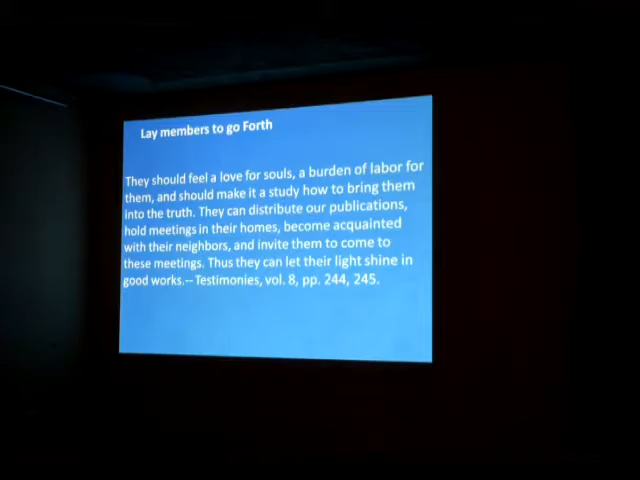 Lay members to go Forth
They should feel a love for souls, a burden of labor for
them, and should make it a study how to bring them
into the truth. They can distribute our publications,
hold meetings in their homes, become acquainted
with their neighbors, and invite them to come to
these meetings. Thus they can let their light shine in
good works.-- Testimonies, vol. 8, pp. 244, 245.